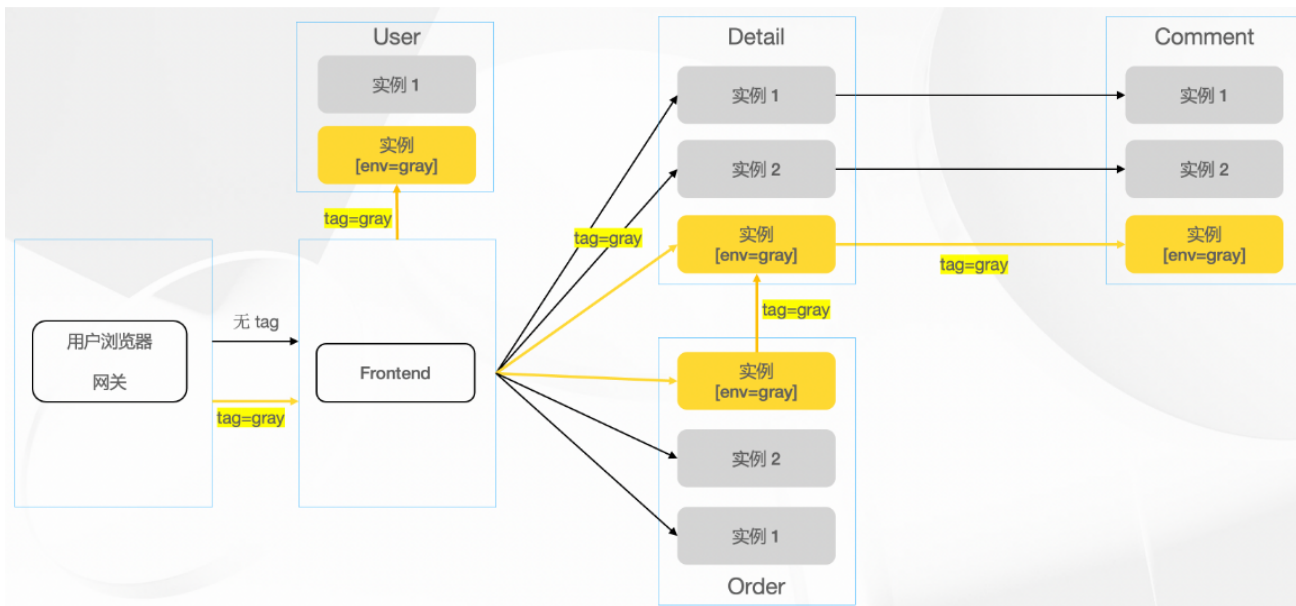 User
实例 1
实例
[env=gray]
tag=gray
用户浏览器
网关
无 tag
tag=gray
Frontend
Detail
实例 1
实例 2
实例
[env=gray]
tag=gray
tag=gray
实例
[env=gray]
实例 2
实例 1
Order
Comment
实例 1
实例 2
实例
[env=gray]
tag=gray